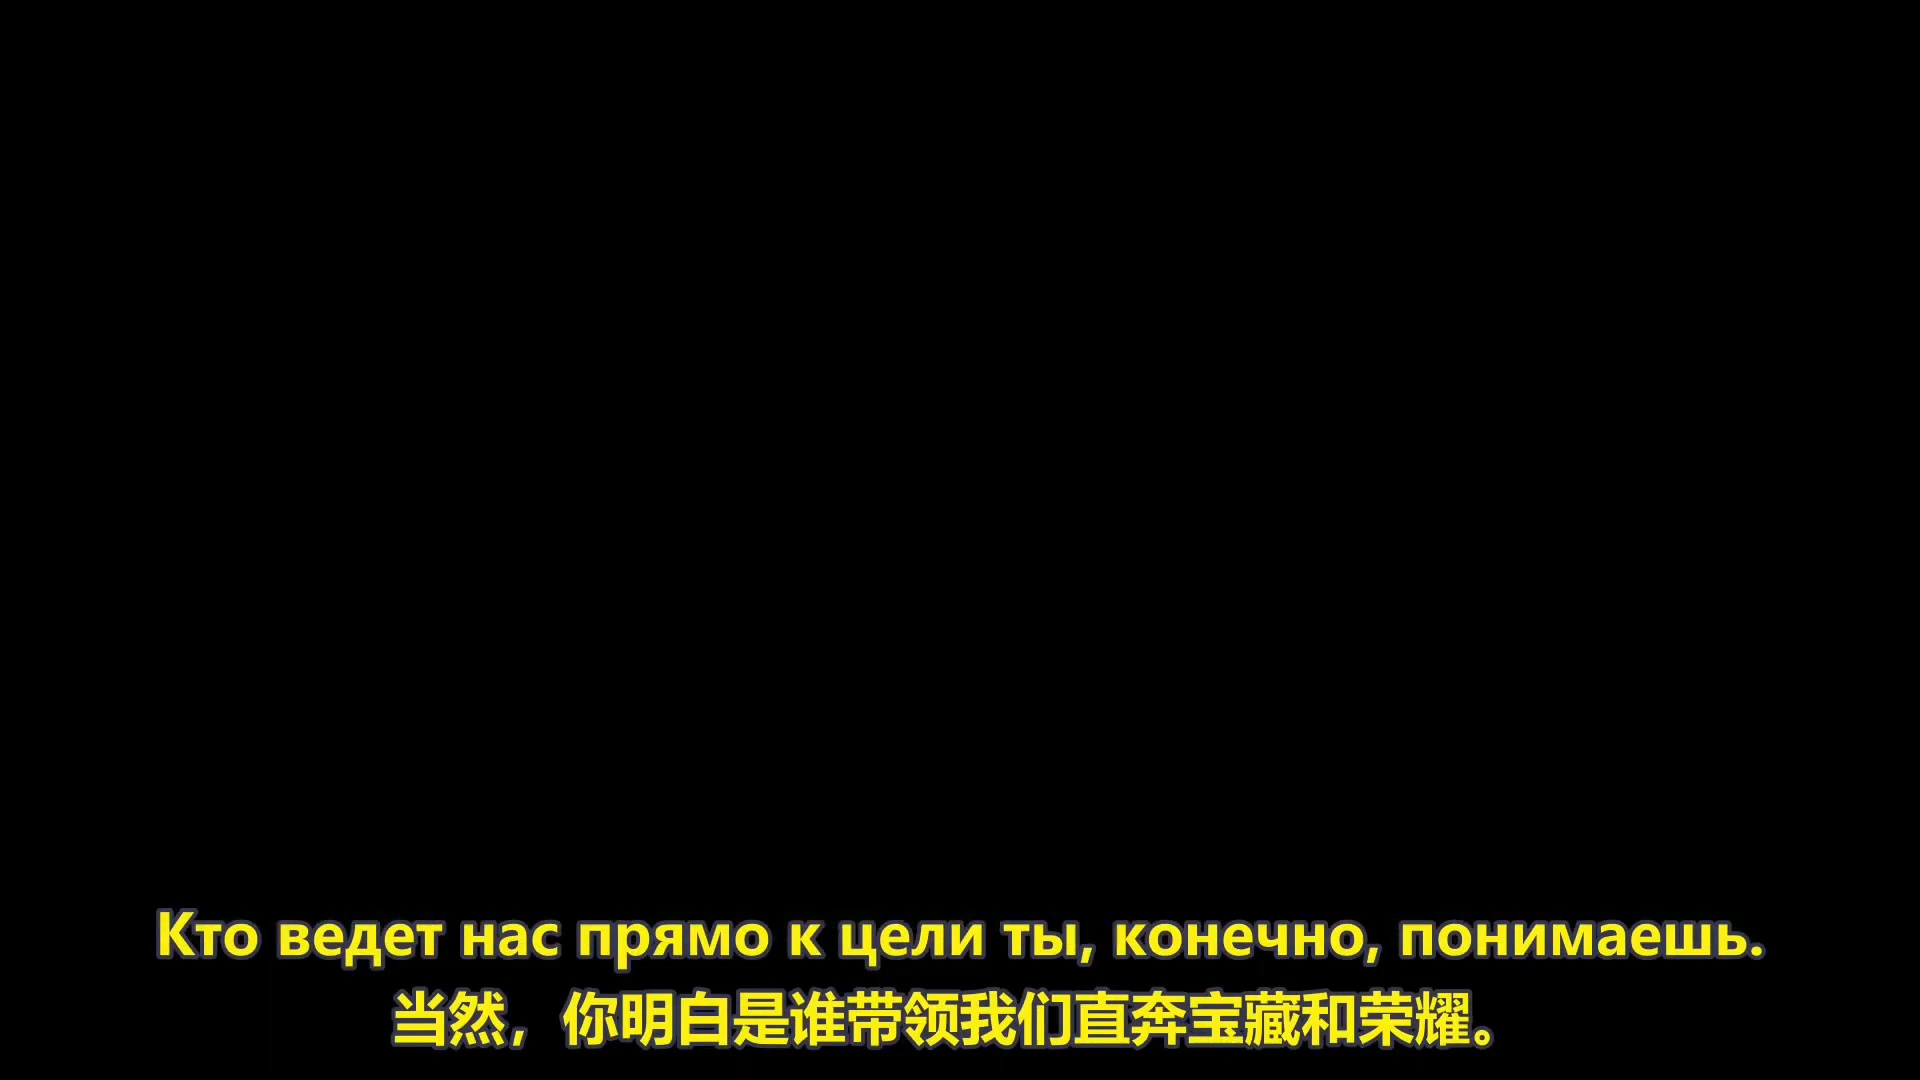 Кто ведет нас прямо к цели ты, конечно, понимаешь.
当然，你明白是谁带领我们直奔宝藏和荣耀。